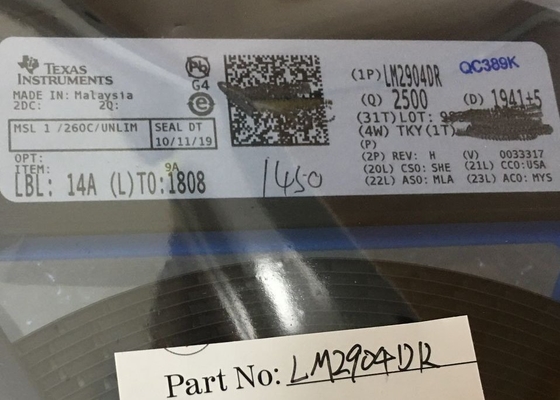 TEXAS
INSTRUMENTS
MADE IN: Malaysia
2DC: 2Q:
MSL 1 /260C/UNLIM
SEAL DT
10/11/19
OPT:
ITEM:
9A
LBL: 14A (L)TO:1808
Pb
G4
e
1450
(1P) LM2904DR
QC389K
(Q) 2500 (D) 1941+5
(31T) LOT:
(4W) TKY (1T)
(P)
(2P) REV: H (V) 0033317
(20L) CSO: SHE (21L) CCO:USA
(22L) ASO: MLA (23L) ACO: MYS
Part No: LM2904DR